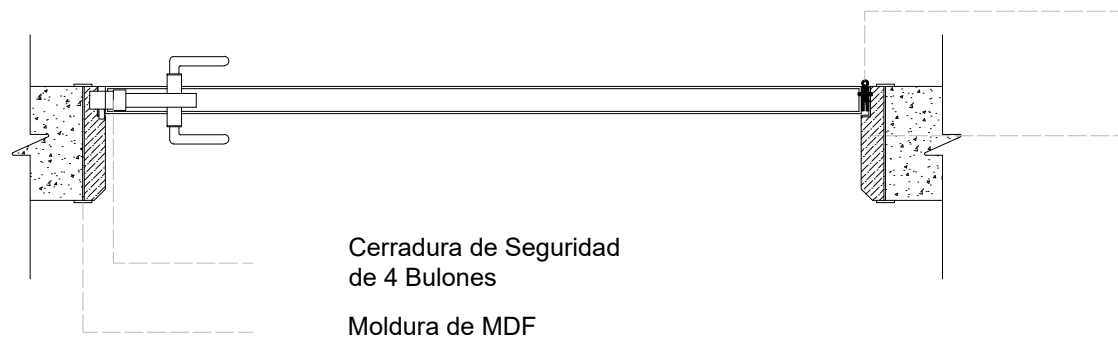 Cerradura de Seguridad
de 4 Bulones
Moldura de MDF